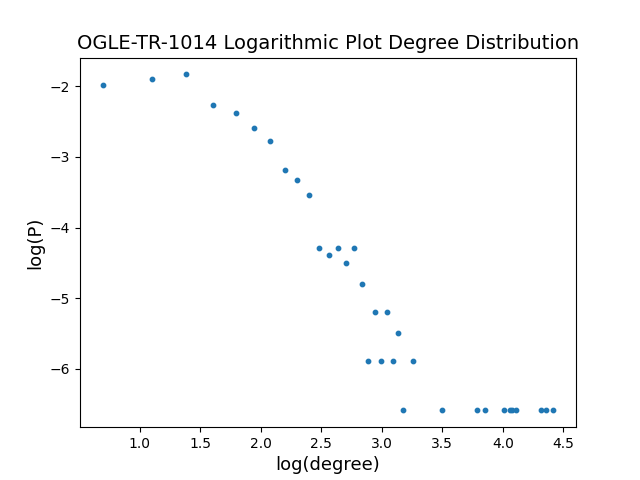 OGLE-TR-1014 Logarithmic Plot Degree Distribution
−2
−3
−4
−5
−6
log(P)
1.0 1.5 2.0 2.5 3.0 3.5 4.0 4.5
log(degree)